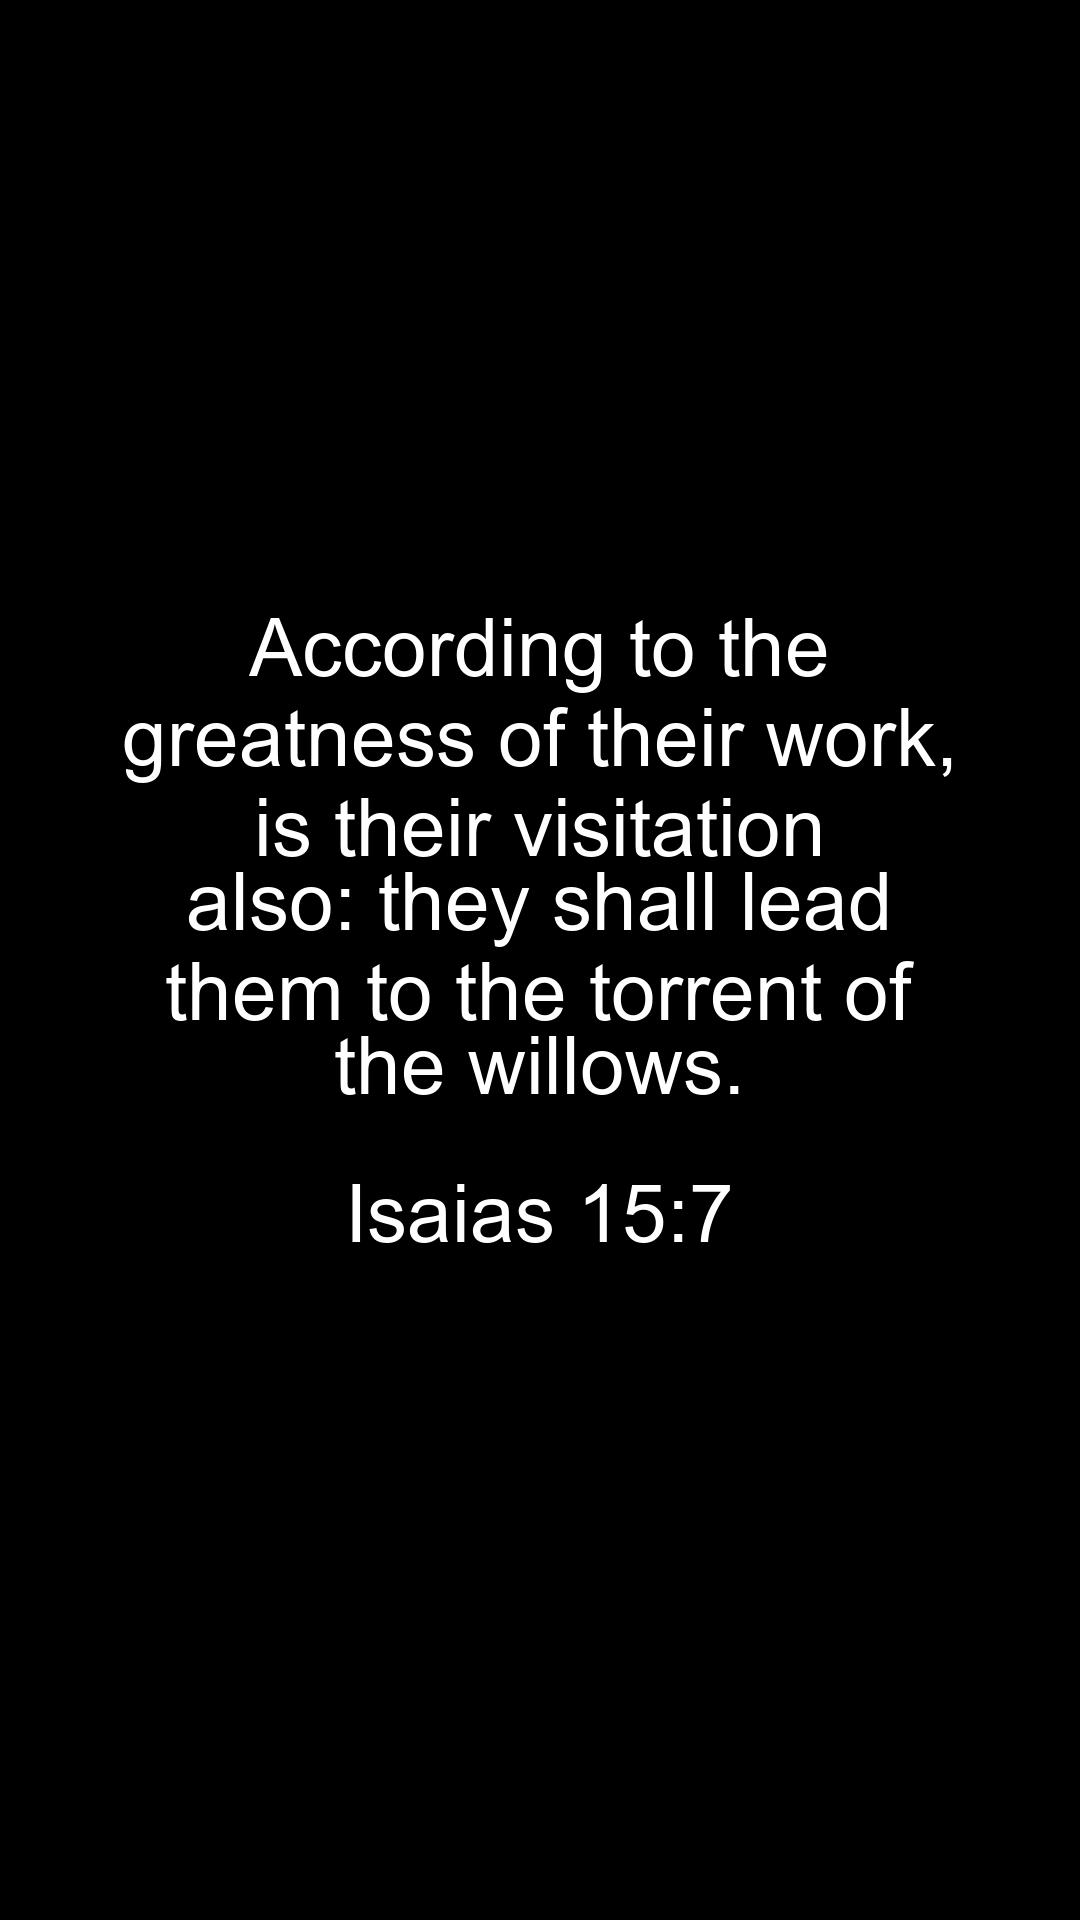 According to the
greatness of their work,
is their visitation
also: they shall lead
them to the torrent of
the willows.
Isaias 15:7